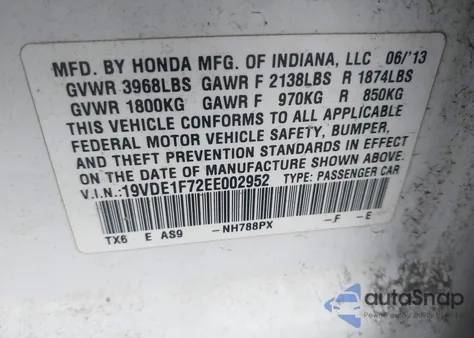 MFD. BY HONDA MFG. OF INDIANA, LLC 06/'13
GVWR 3968LBS GAWR F 2138LBS R 1874LBS
GVWR 1800KG GAWR F 970KG R 850KG
THIS VEHICLE CONFORMS TO ALL APPLICABLE
FEDERAL MOTOR VEHICLE SAFETY, BUMPER,
AND THEFT PREVENTION STANDARDS IN EFFECT
ON THE DATE OF MANUFACTURE SHOWN ABOVE.
V.I.N.:19VDE1F72EE002952 TYPE: PASSENGER CAR
TX6 E AS9 -NH788PX -F -E
autoSnap